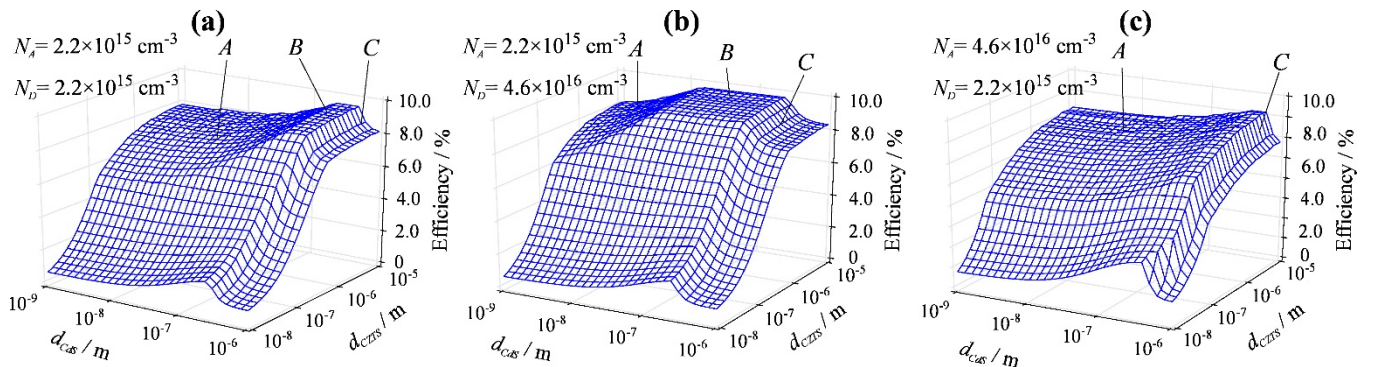 (a)
N_A= 2.2×10^15 cm^-3
N_D= 2.2×10^15 cm^-3
A
B
C
10.0
8.0
6.0
4.0
2.0
0
Efficiency / %
10^-9
10^-8
10^-7
10^-6
d_CdS / m
10^-8
10^-7
10^-6
10^-5
d_CZTS / m
(b)
N_A=2.2×10^15 cm^-3
N_D= 4.6×10^16 cm^-3
A
B
C
10.0
8.0
6.0
4.0
2.0
0
Efficiency / %
10^-9
10^-8
10^-7
10^-6
d_CdS / m
10^-8
10^-7
10^-6
10^-5
d_CZTS / m
(c)
N_A= 4.6×10^16 cm^-3
N_D= 2.2×10^15 cm^-3
A
C
10.0
8.0
6.0
4.0
2.0
0
Efficiency / %
10^-9
10^-8
10^-7
10^-6
d_CdS / m
10^-8
10^-7
10^-6
10^-5
d_CZTS / m